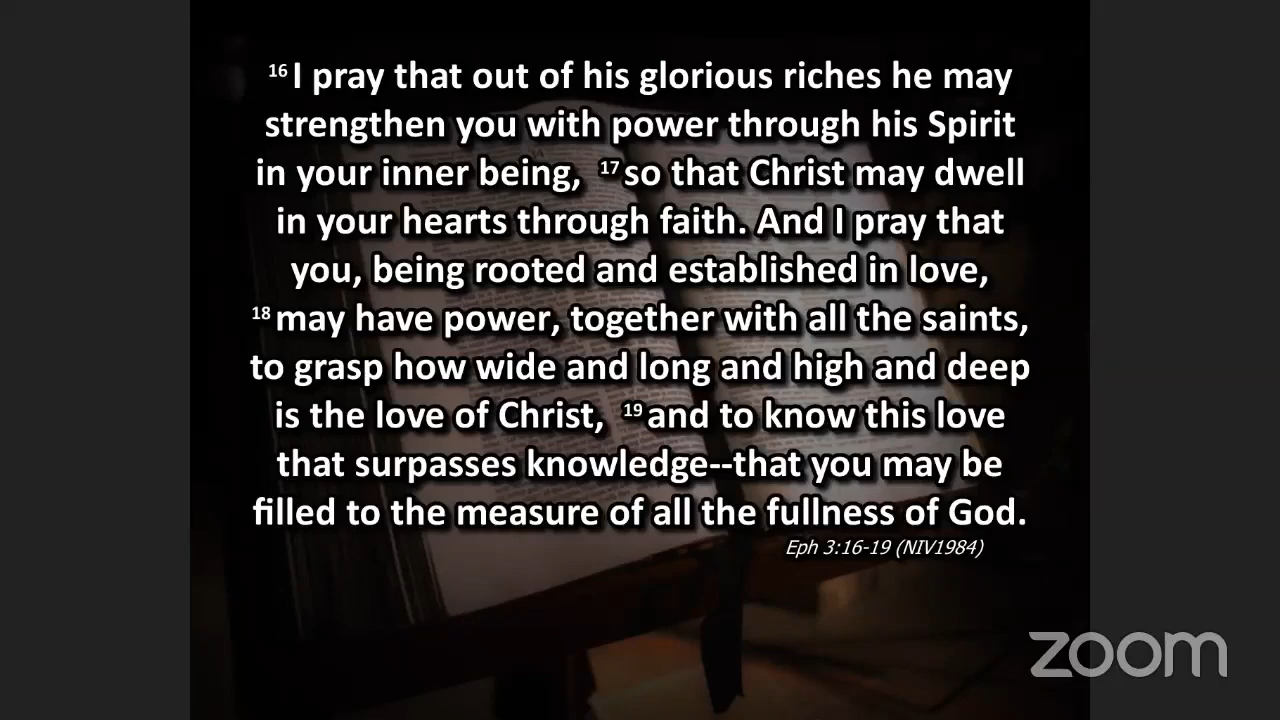 16 I pray that out of his glorious riches he may
strengthen you with power through his Spirit
in your inner being, 17 so that Christ may dwell
in your hearts through faith. And I pray that
you, being rooted and established in love,
18 may have power, together with all the saints,
to grasp how wide and long and high and deep
is the love of Christ, 19 and to know this love
that surpasses knowledge--that you may be
filled to the measure of all the fullness of God.
Eph 3:16-19 (NIV1984)
zoom